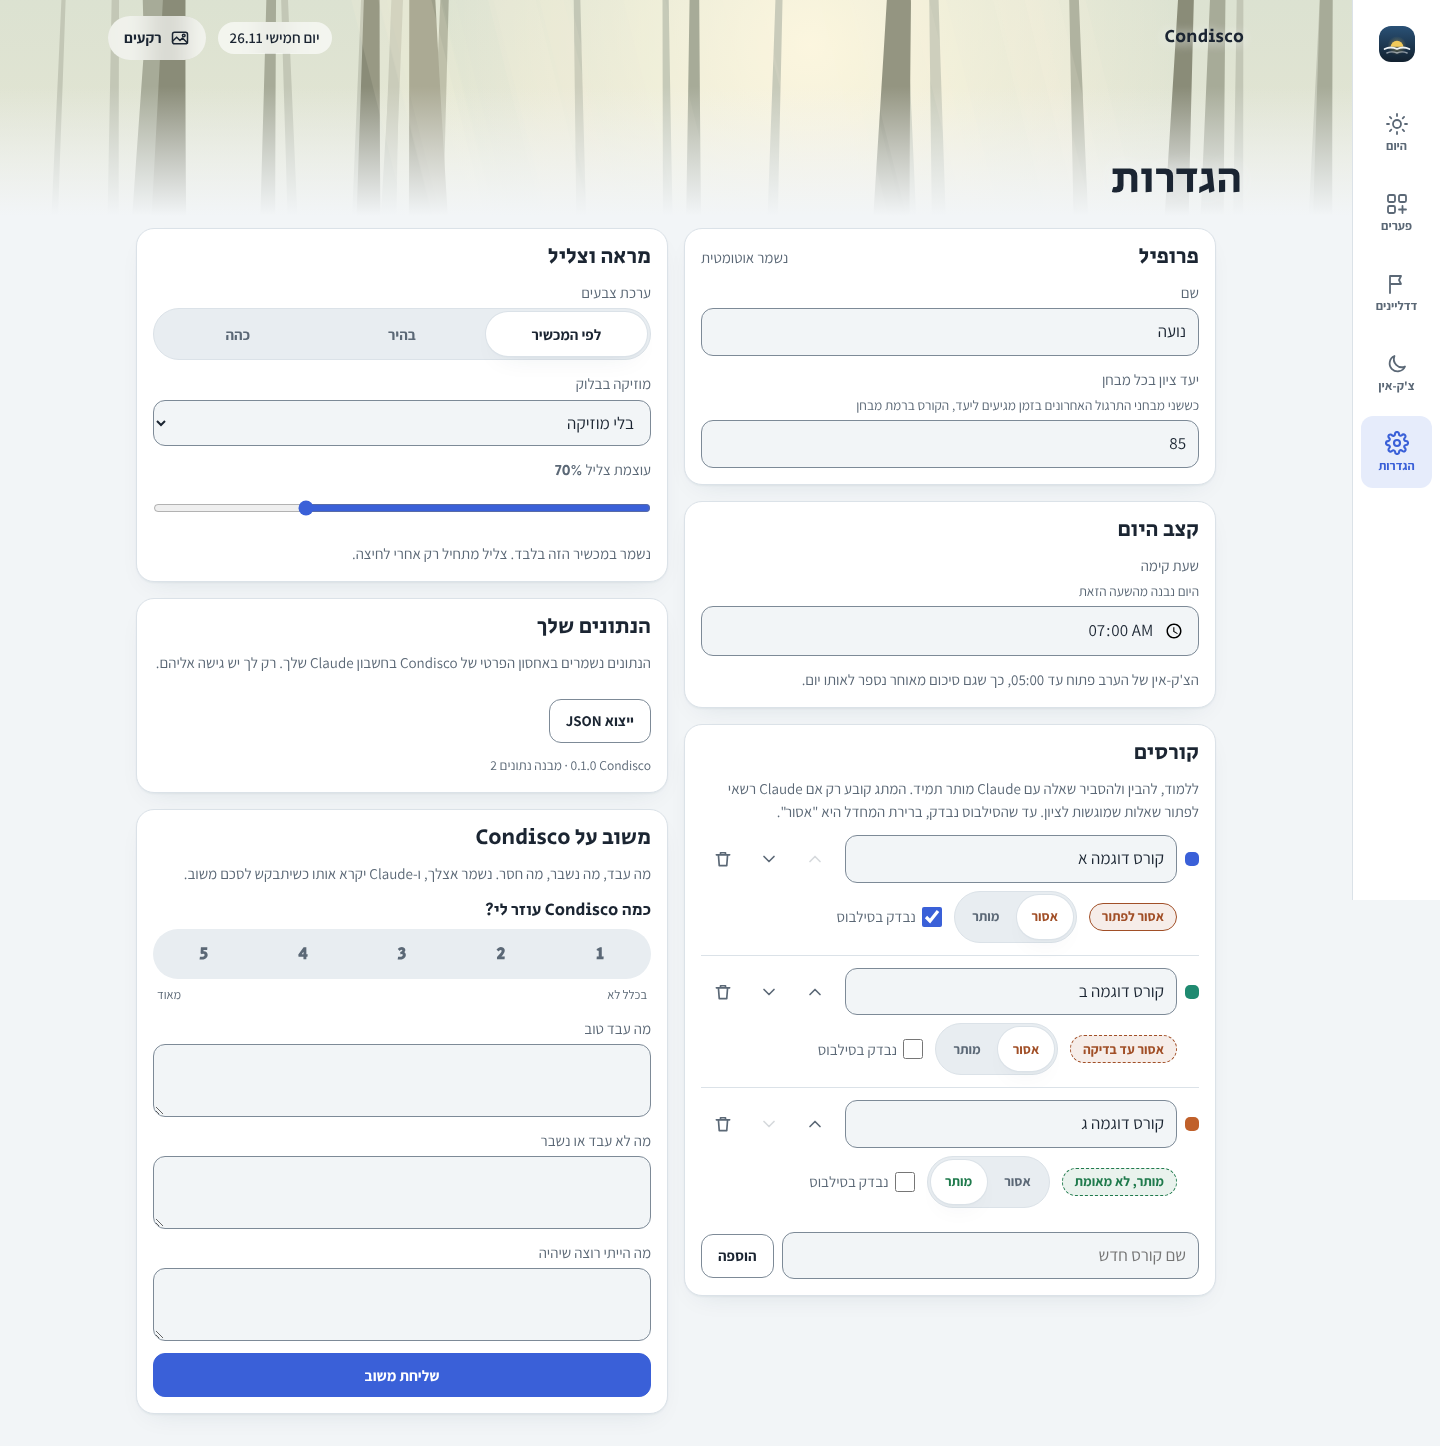 Condisco
יום חמישי 26.11
רקעים
היום
פערים
דדליינים
צ'ק-אין
הגדרות
הגדרות
פרופיל
נשמר אוטומטית
שם
נועה
יעד ציון בכל מבחן
כששני מבחני התרגול האחרונים בזמן מגיעים ליעד, הקורס ברמת מבחן
85
קצב היום
שעת קימה
היום נבנה מהשעה הזאת
07:00 AM
הצ'ק-אין של הערב פתוח עד 05:00, כך שגם סיכום מאוחר נספר לאותו יום.
קורסים
ללמוד, להבין ולהסביר שאלה עם Claude מותר תמיד. המתג קובע רק אם Claude רשאי
לפתור שאלות שמוגשות לציון. עד שהסילבוס נבדק, ברירת המחדל היא "אסור".
קורס דוגמה א
אסור לפתור
אסור
מותר
נבדק בסילבוס
קורס דוגמה ב
אסור עד בדיקה
אסור
מותר
נבדק בסילבוס
קורס דוגמה ג
מותר, לא מאומת
אסור
מותר
נבדק בסילבוס
שם קורס חדש
הוספה
מראה וצליל
ערכת צבעים
לפי המכשיר
בהיר
כהה
מוזיקה בבלוק
בלי מוזיקה
עוצמת צליל 70%
נשמר במכשיר הזה בלבד. צליל מתחיל רק אחרי לחיצה.
הנתונים שלך
הנתונים נשמרים באחסון הפרטי של Condisco בחשבון Claude שלך. רק לך יש גישה אליהם.
ייצוא JSON
Condisco 0.1.0 · מבנה נתונים 2
משוב על Condisco
מה עבד, מה נשבר, מה חסר. נשמר אצלך, ו-Claude יקרא אותו כשיתבקש לסכם משוב.
כמה Condisco עוזר לי?
1
2
3
4
5
בכלל לא
מאוד
מה עבד טוב
מה לא עבד או נשבר
מה הייתי רוצה שיהיה
שליחת משוב